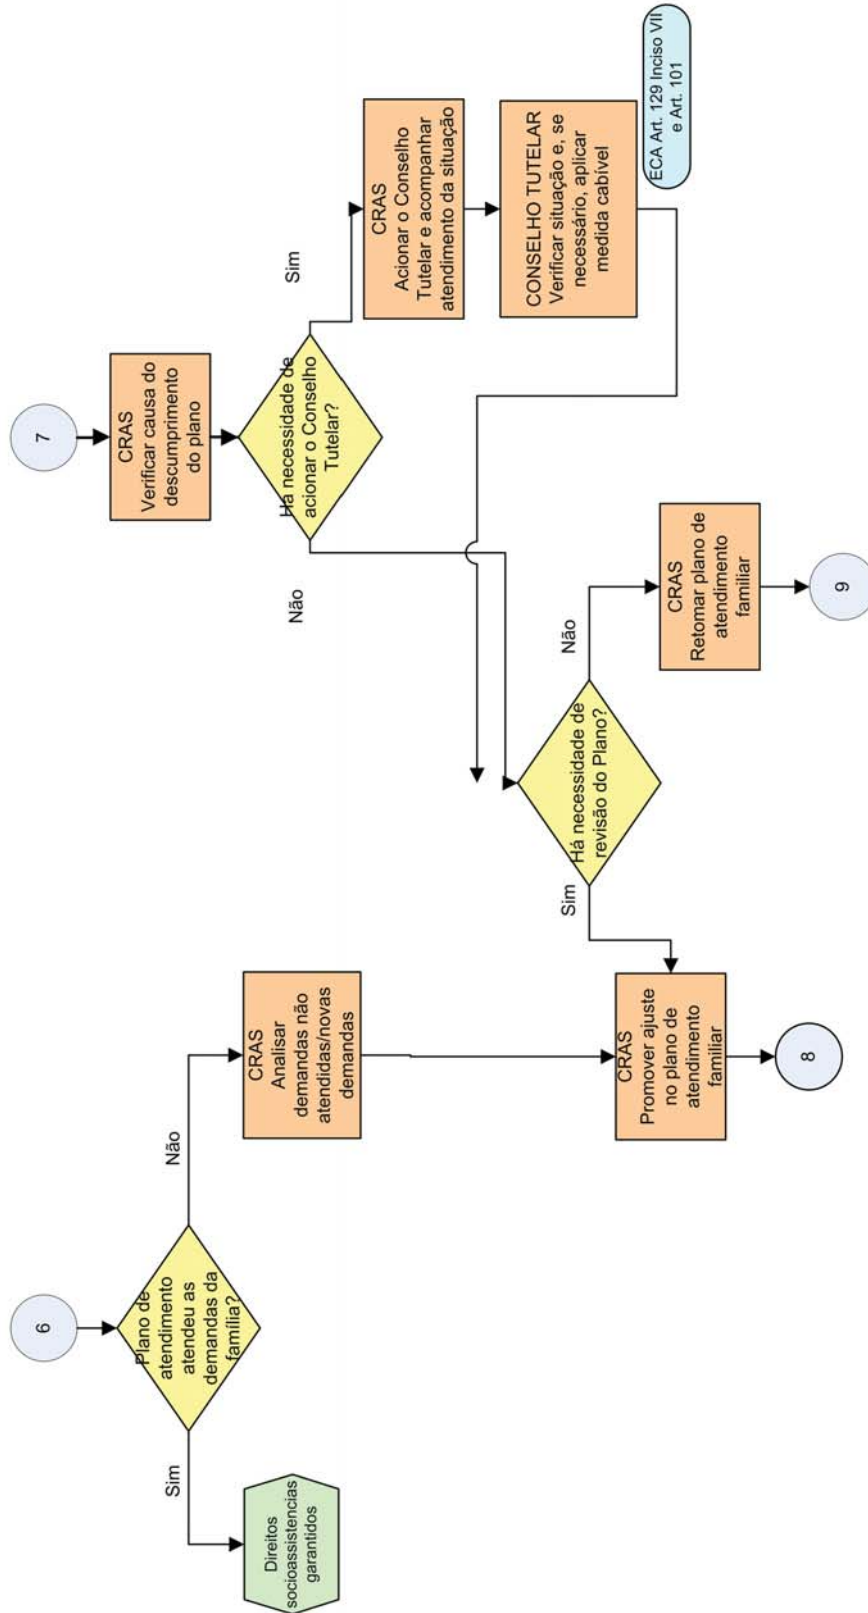 6
Plano de
atendimento
atendeu as
demandas da
família?
Sim
Não
Direitos
socioassistencias
garantidos
CRAS
Analisar
demandas não
atendidas/novas
demandas
CRAS
Promover ajuste
no plano de
atendimento
familiar
8
7
CRAS
Verificar causa do
descumprimento
do plano
Há necessidade de
acionar o Conselho
Tutelar?
Não
Sim
CRAS
Acionar o Conselho
Tutelar e acompanhar
atendimento da situação
CONSELHO TUTELAR
Verificar situação e, se
necessário, aplicar
medida cabível
ECA Art. 129 Inciso VII
e Art. 101
Há necessidade de
revisão do Plano?
Sim
Não
CRAS
Retomar plano de
atendimento
familiar
9